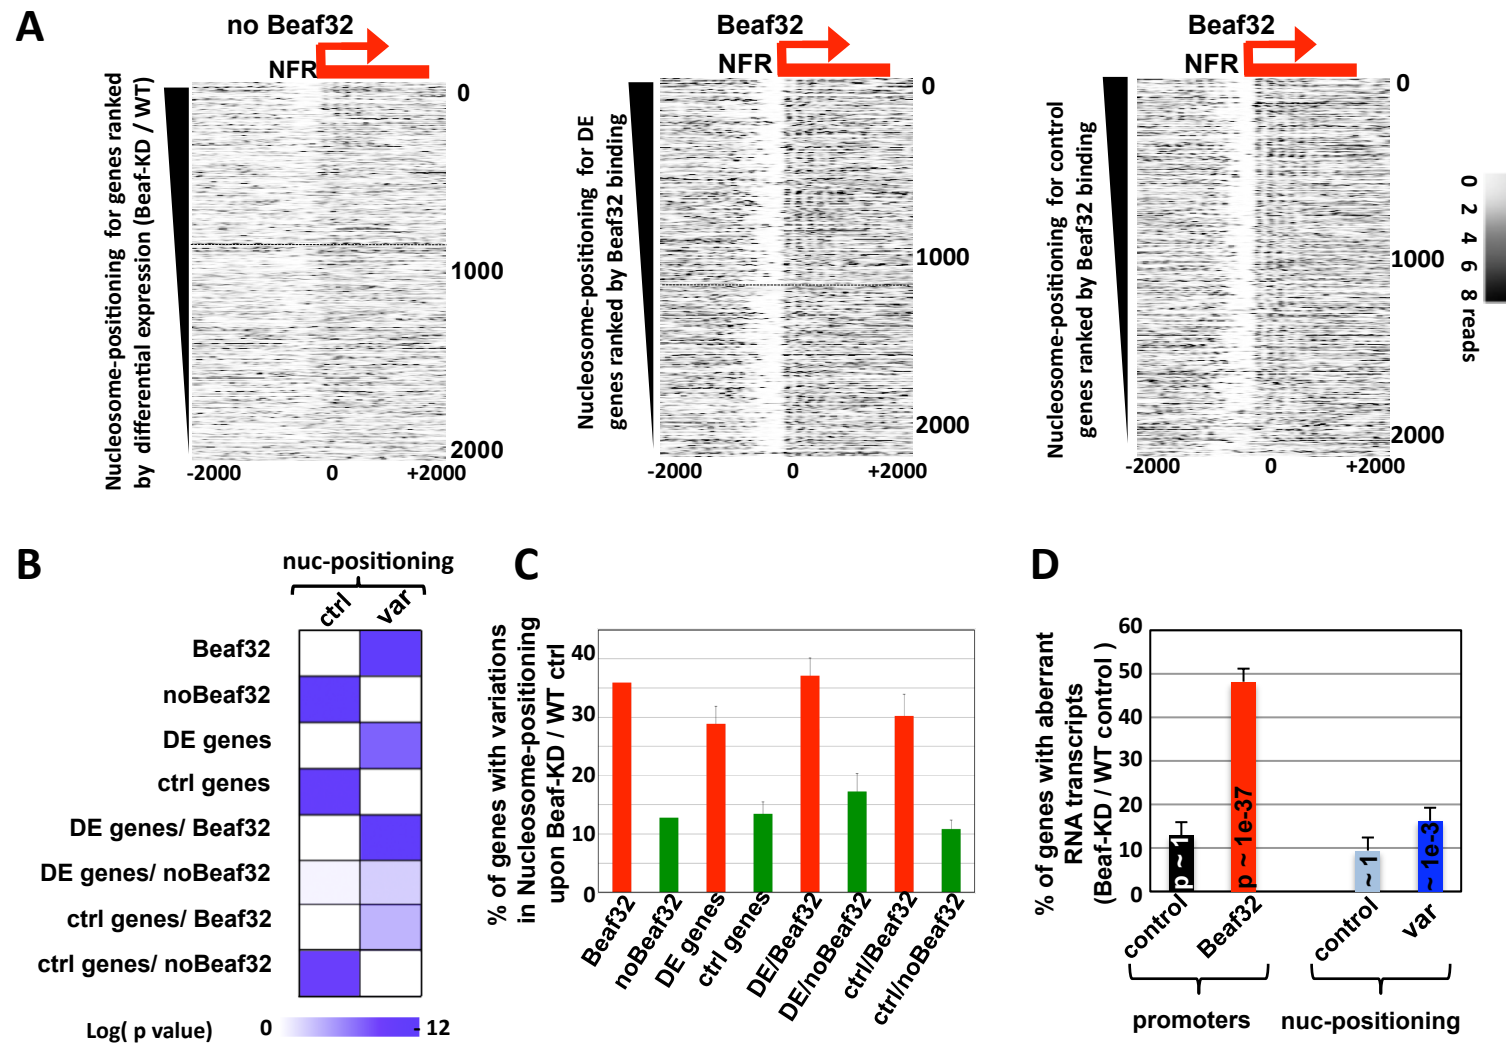 A
no Beaf32
NFR
Nucleosome-positioning for genes ranked
by differential expression (Beaf-KD / WT)
0
1000
2000
-2000 0 +2000
Beaf32
NFR
Nucleosome-positioning for DE
genes ranked by Beaf32 binding
0
1000
2000
-2000 0 +2000
Beaf32
NFR
Nucleosome-positioning for control
genes ranked by Beaf32 binding
0
1000
2000
-2000 0 +2000
0 2 4 6 8 reads
B
nuc-positioning
ctrl var
Beaf32
noBeaf32
DE genes
ctrl genes
DE genes/ Beaf32
DE genes/ noBeaf32
ctrl genes/ Beaf32
ctrl genes/ noBeaf32
Log( p value) 0 - 12
C
% of genes with variations
in Nucleosome-positioning
upon Beaf-KD / WT ctrl
40
30
20
10
0
Beaf32
noBeaf32
DE genes
ctrl genes
DE/Beaf32
DE/noBeaf32
ctrl/Beaf32
ctrl/noBeaf32
D
% of genes with aberrant
RNA transcripts
(Beaf-KD / WT control )
60
50
40
30
20
10
0
p ~ 1
p ~ 1e-37
~ 1
~ 1e-3
control
Beaf32
control
var
promoters
nuc-positioning